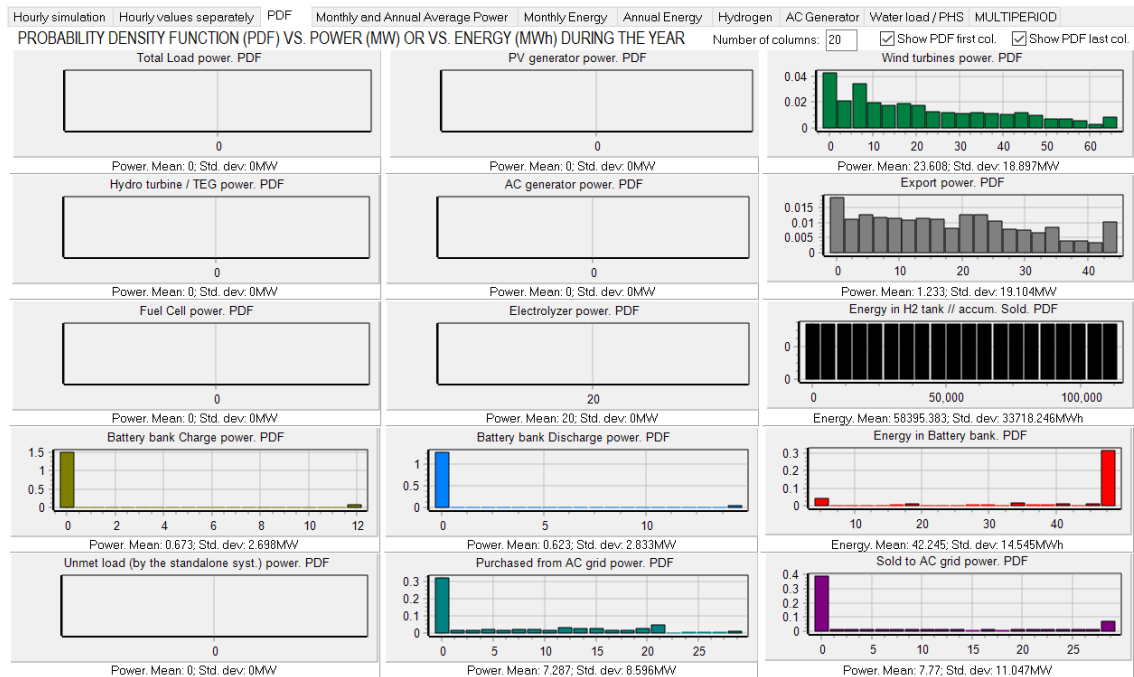 Hourly simulation Hourly values separately PDF Monthly and Annual Average Power Monthly Energy Annual Energy Hydrogen AC Generator Water load / PHS MULTIPERIOD
PROBABILITY DENSITY FUNCTION (PDF) VS. POWER (MW) OR VS. ENERGY (MWh) DURING THE YEAR Number of columns: 20 Show PDF first col. Show PDF last col.
Total Load power. PDF
0
Power. Mean: 0; Std. dev: 0MW
PV generator power. PDF
0
Power. Mean: 0; Std. dev: 0MW
Wind turbines power. PDF
0.04
0.02
0
0 10 20 30 40 50 60
Power. Mean: 23.608; Std. dev: 18.897MW
Hydro turbine / TEG power. PDF
0
Power. Mean: 0; Std. dev: 0MW
AC generator power. PDF
0
Power. Mean: 0; Std. dev: 0MW
Export power. PDF
0.015
0.01
0.005
0
0 10 20 30 40
Power. Mean: 1.233; Std. dev: 19.104MW
Fuel Cell power. PDF
0
Power. Mean: 0; Std. dev: 0MW
Electrolyzer power. PDF
20
Power. Mean: 20; Std. dev: 0MW
Energy in H2 tank // accum. Sold. PDF
0
0
0 50,000 100,000
Energy. Mean: 58395.383; Std. dev: 33718.246MWh
Battery bank Charge power. PDF
1.5
1
0.5
0
0 2 4 6 8 10 12
Power. Mean: 0.673; Std. dev: 2.698MW
Battery bank Discharge power. PDF
1
0.5
0
0 5 10
Power. Mean: 0.623; Std. dev: 2.833MW
Energy in Battery bank. PDF
0.3
0.2
0.1
0
10 20 30 40
Energy. Mean: 42.245; Std. dev: 14.545MWh
Unmet load (by the standalone syst.) power. PDF
0
Power. Mean: 0; Std. dev: 0MW
Purchased from AC grid power. PDF
0.3
0.2
0.1
0
0 5 10 15 20 25
Power. Mean: 7.287; Std. dev: 8.596MW
Sold to AC grid power. PDF
0.4
0.3
0.2
0.1
0
0 5 10 15 20 25
Power. Mean: 7.77; Std. dev: 11.047MW